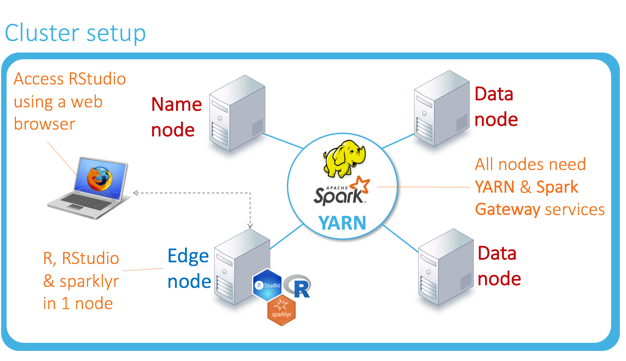 Cluster setup
Access RStudio
using a web
browser
Name
node
Data
node
APACHE
Spark
YARN
All nodes need
YARN & Spark
Gateway services
R, RStudio
& sparklyr
in 1 node
Edge
node
R Studio
R
sparklyr
Data
node